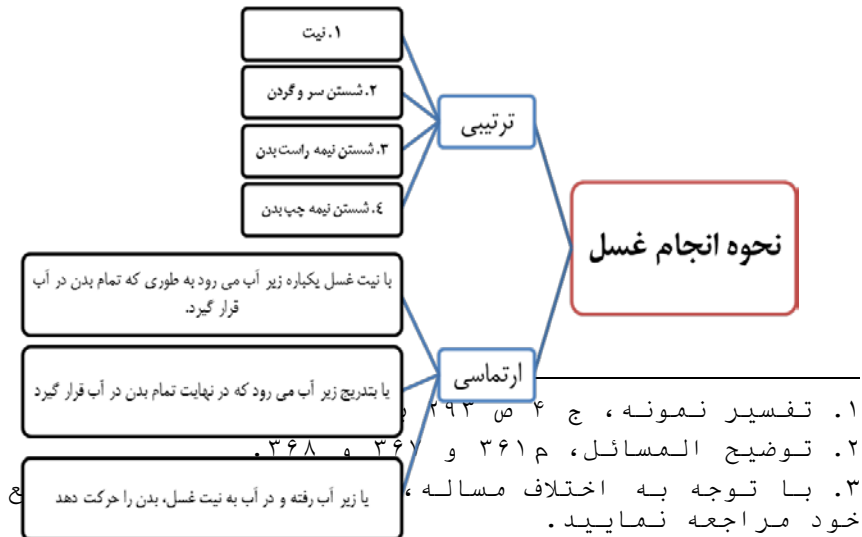 نحوه انجام غسل
ترتیبی
۱. نیت
۲. شستن سر و گردن
۳. شستن نیمه راست بدن
۴. شستن نیمه چپ بدن
ارتماسی
با نیت غسل یکباره زیر آب می رود به طوری که تمام بدن در آب
قرار گیرد.
یا بتدریج زیر آب می رود که در نهایت تمام بدن در آب قرار گیرد
یا زیر آب رفته و در آب به نیت غسل، بدن را حرکت دهد
۱. تفسیر نمونه، ج ۴ ص ۲۹۳
۲. توضیح المسائل، م۳۶۱ و ۳۶۷ و ۳۶۸.
۳. با توجه به اختلاف مساله،
خود مراجعه نمایید.